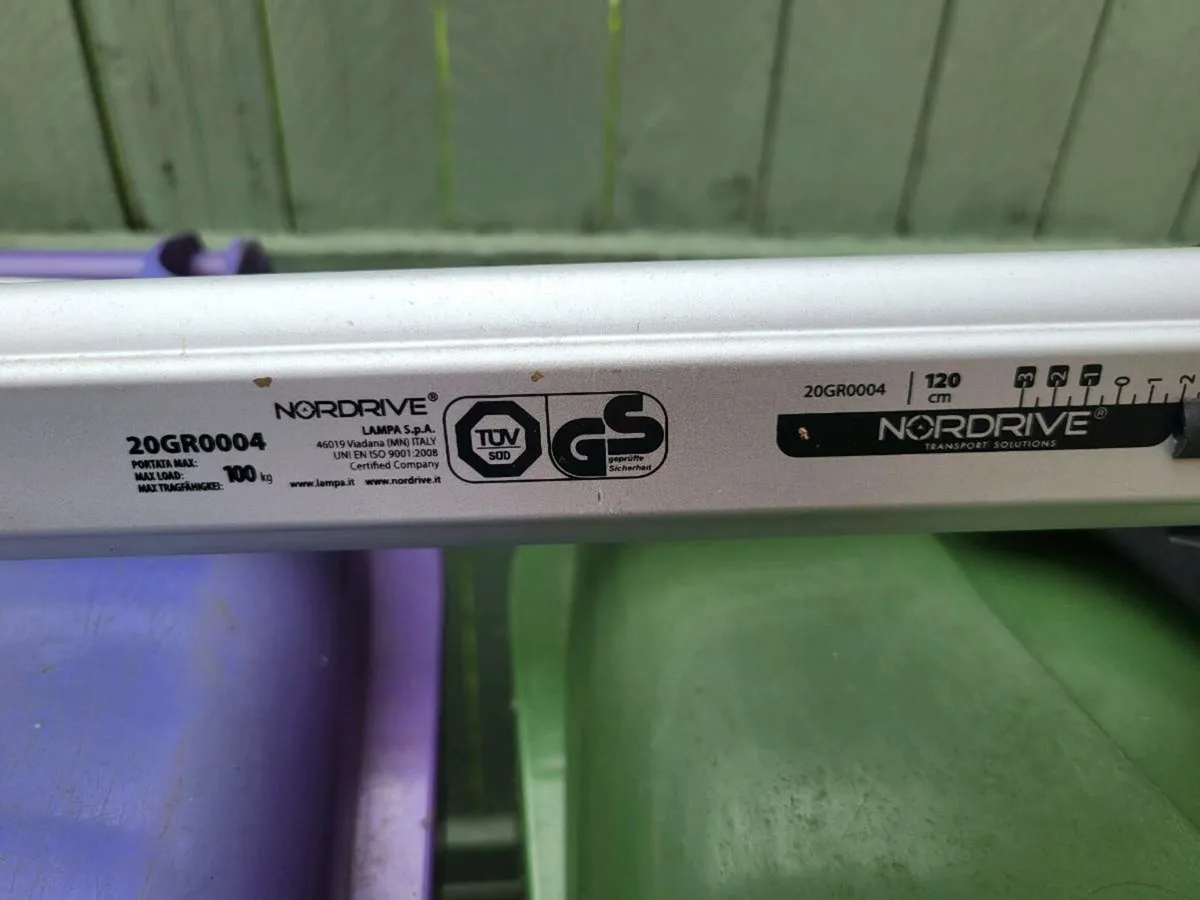 NORDRIVE®
LAMPA S.p.A.
46019 Viadana (MN) ITALY
UNI EN ISO 9001:2008
Certified Company
www.lampa.it www.nordrive.it
20GR0004
PORTATA MAX:
MAX LOAD: 100 kg
MAX TRAGFÄHIGKEI:
TÜV
SÜD
GS
geprüfte
Sicherheit
20GR0004 | 120
cm
3 2 1 0 1 2
NORDRIVE®
TRANSPORT SOLUTIONS